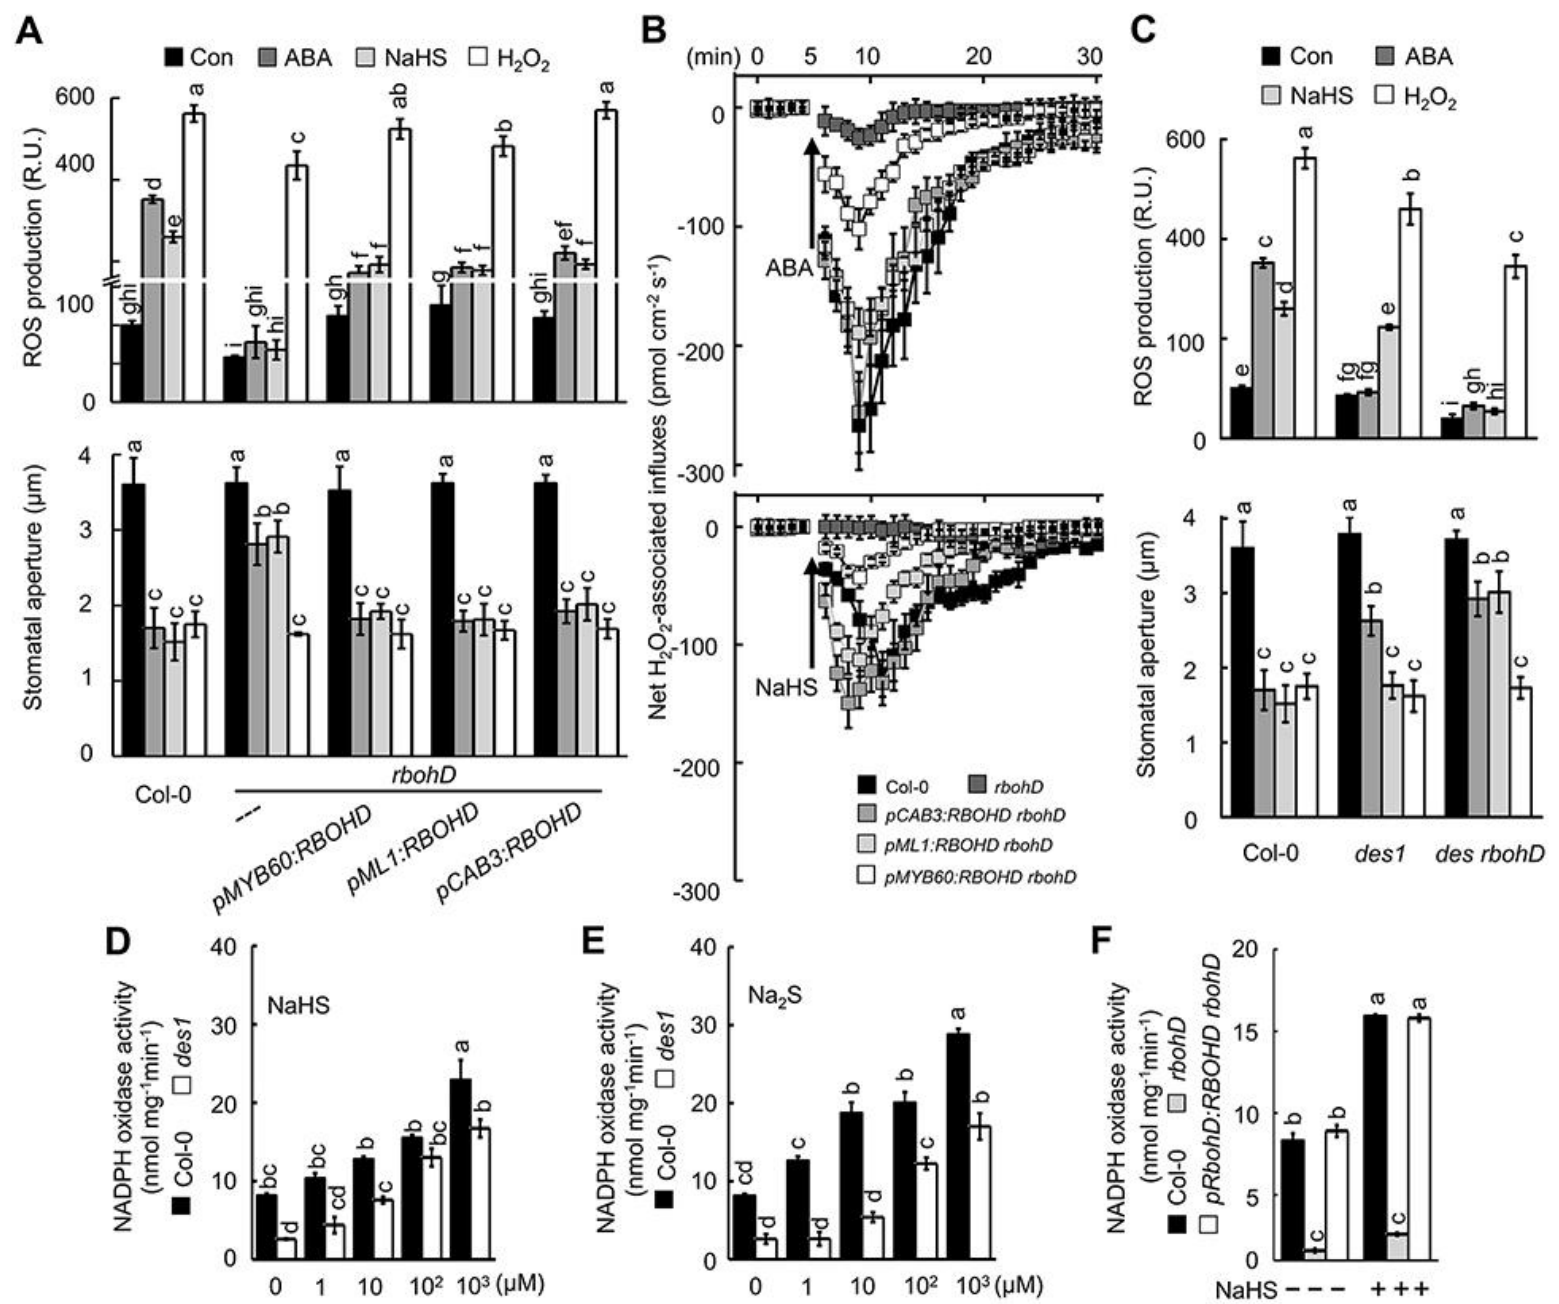 A
Con ABA NaHS H₂O₂
ROS production (R.U.)
600
400
100
0
ghi d e a
i ghi hi c
gh f f ab
g f f b
ghi ef f a
Stomatal aperture (μm)
4
3
2
1
0
a c c c
a b b c
a c c c
a c c c
a c c c
Col-0
rbohD
---
pMYB60:RBOHD
pML1:RBOHD
pCAB3:RBOHD
B
(min) 0 5 10 20 30
Net H₂O₂-associated influxes (pmol cm⁻² s⁻¹)
0
-100
-200
-300
ABA
0
-100
-200
-300
NaHS
Col-0 rbohD
pCAB3:RBOHD rbohD
pML1:RBOHD rbohD
pMYB60:RBOHD rbohD
C
Con ABA
NaHS H₂O₂
ROS production (R.U.)
600
400
100
0
e c d a
fg fg e b
i gh hi c
Stomatal aperture (μm)
4
3
2
1
0
a c c c
a b c c
a b b c
Col-0 des1 des rbohD
D
NADPH oxidase activity
(nmol mg⁻¹min⁻¹)
Col-0 des1
40
30
20
10
0
NaHS
bc d bc cd b c b bc a b
0 1 10 10² 10³ (μM)
E
NADPH oxidase activity
(nmol mg⁻¹min⁻¹)
Col-0 des1
40
30
20
10
0
Na₂S
cd d c d b d b c a b
0 1 10 10² 10³ (μM)
F
NADPH oxidase activity
(nmol mg⁻¹min⁻¹)
Col-0 rbohD
pRbohD:RBOHD rbohD
20
15
10
5
0
b c b a c a
NaHS − − − + + +